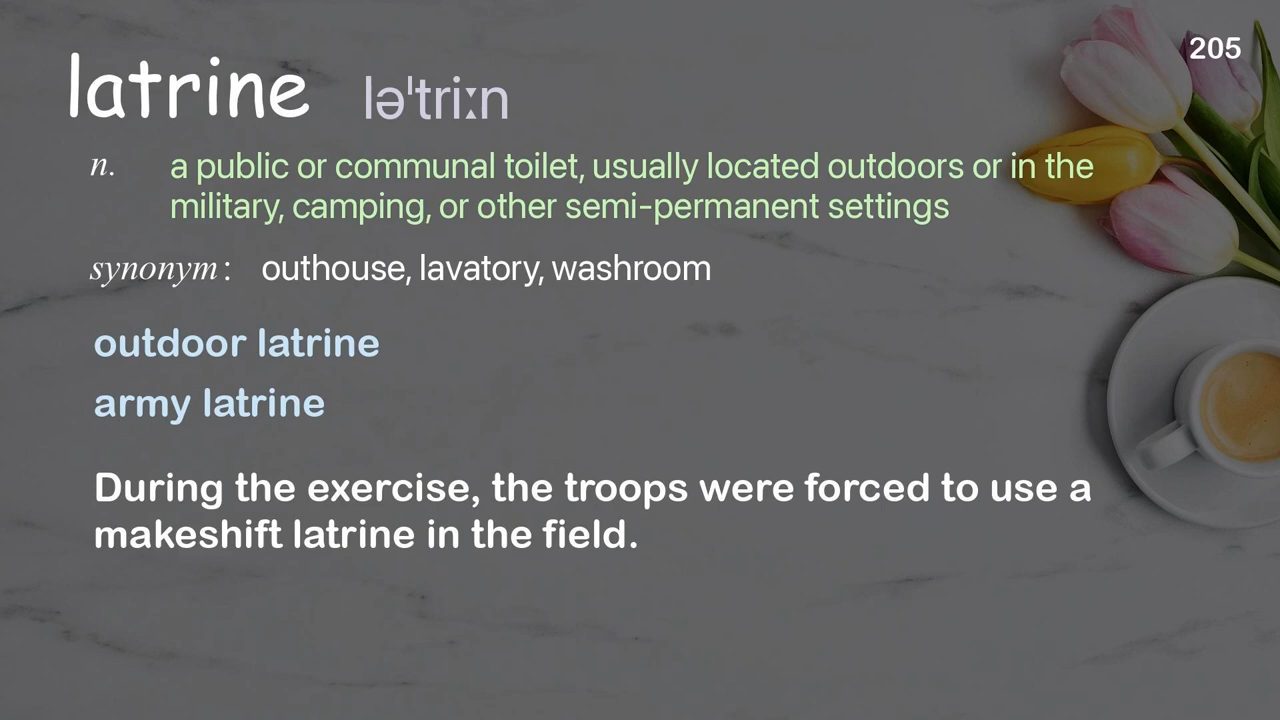 205
latrine ləˈtriːn
n. a public or communal toilet, usually located outdoors or in the
military, camping, or other semi-permanent settings
synonym: outhouse, lavatory, washroom
outdoor latrine
army latrine
During the exercise, the troops were forced to use a
makeshift latrine in the field.